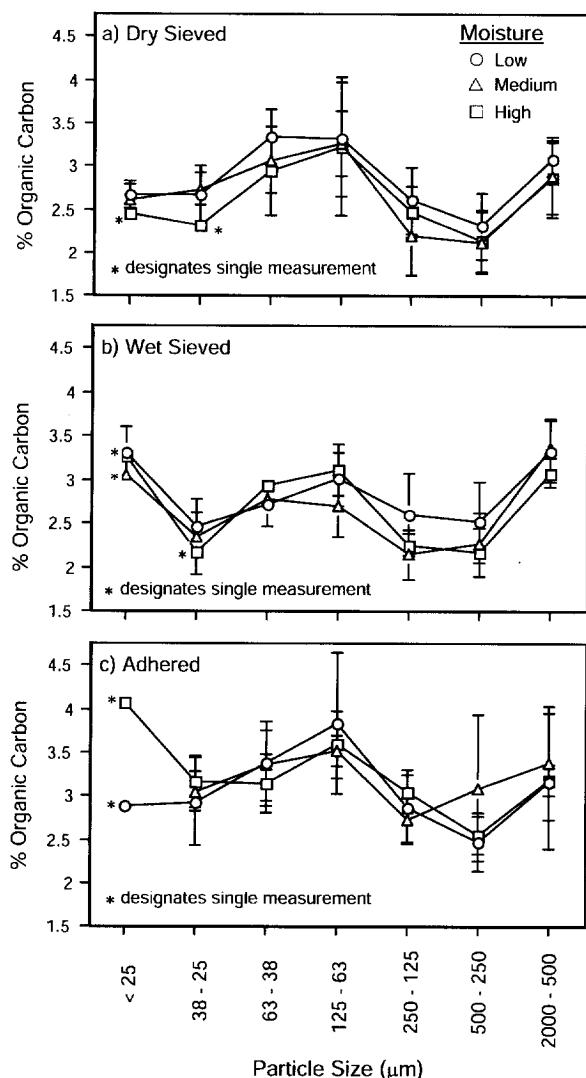 a) Dry Sieved
Moisture
Low
Medium
High
4.5
4
3.5
3
2.5
2
1.5
% Organic Carbon
*
*
* designates single measurement
b) Wet Sieved
4.5
4
3.5
3
2.5
2
1.5
% Organic Carbon
*
*
*
* designates single measurement
c) Adhered
4.5
4
3.5
3
2.5
2
1.5
% Organic Carbon
*
*
* designates single measurement
< 25
38 - 25
63 - 38
125 - 63
250 - 125
500 - 250
2000 - 500
Particle Size (μm)